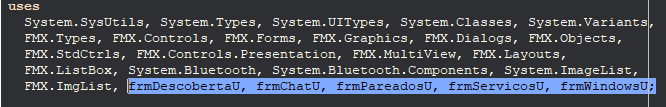 uses
System.SysUtils, System.Types, System.UITypes, System.Classes, System.Variants,
FMX.Types, FMX.Controls, FMX.Forms, FMX.Graphics, FMX.Dialogs, FMX.Objects,
FMX.StdCtrls, FMX.Controls.Presentation, FMX.MultiView, FMX.Layouts,
FMX.ListBox, System.Bluetooth, System.Bluetooth.Components, System.ImageList,
FMX.ImgList, frmDescobertaU, frmChatU, frmPareadosU, frmServicosU, frmWindowsU;